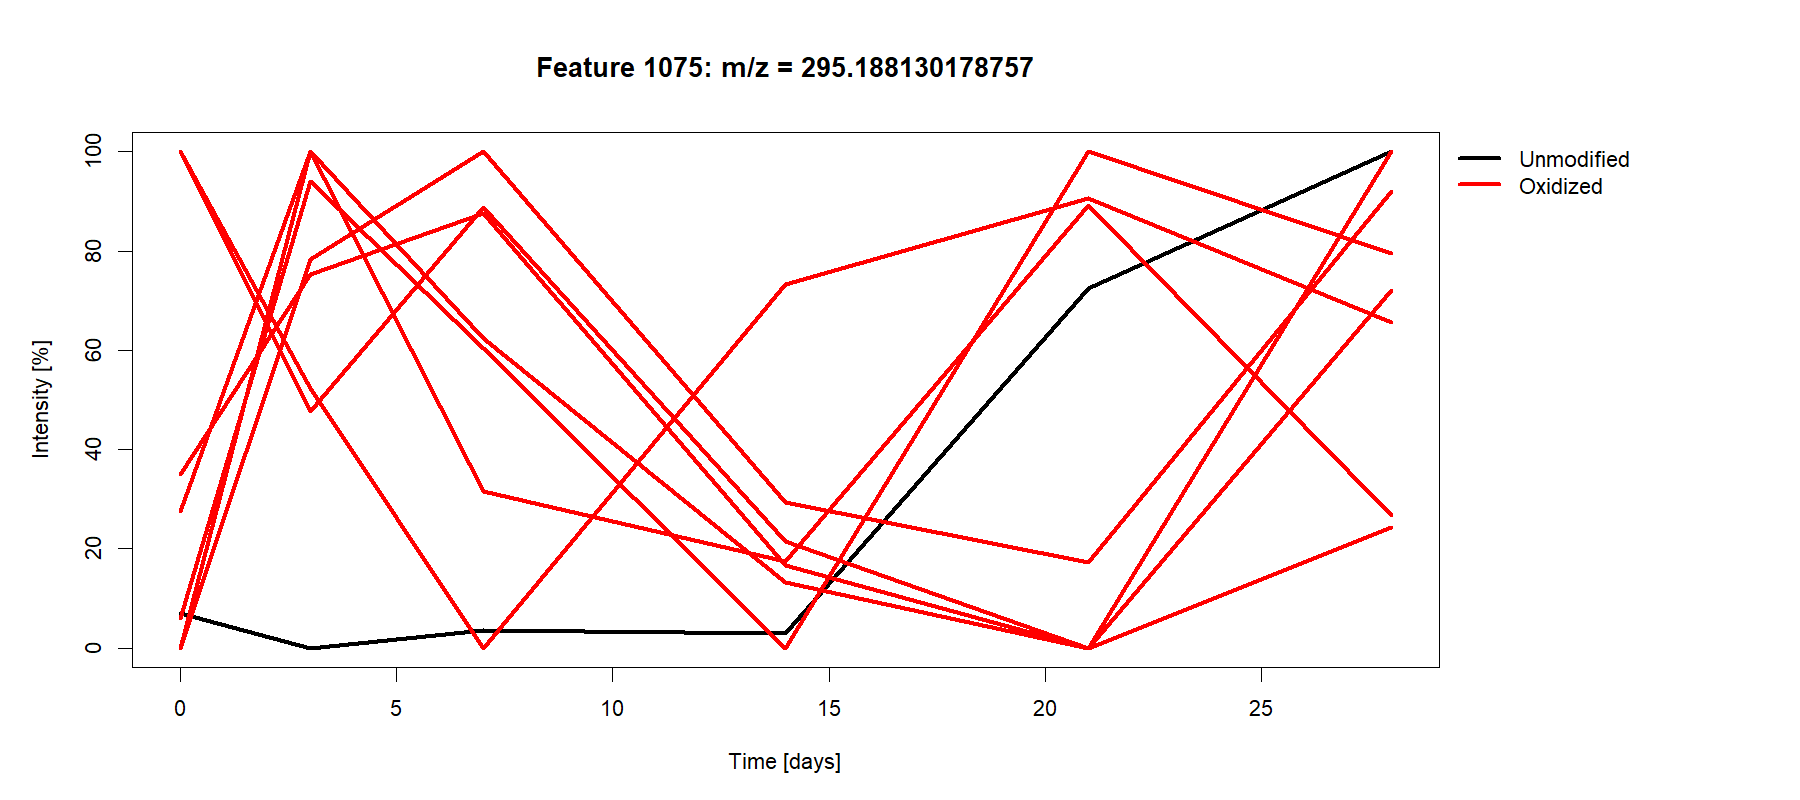 Feature 1075: m/z = 295.188130178757
Unmodified
Oxidized
Intensity [%]
100
80
60
40
20
0
0 5 10 15 20 25
Time [days]